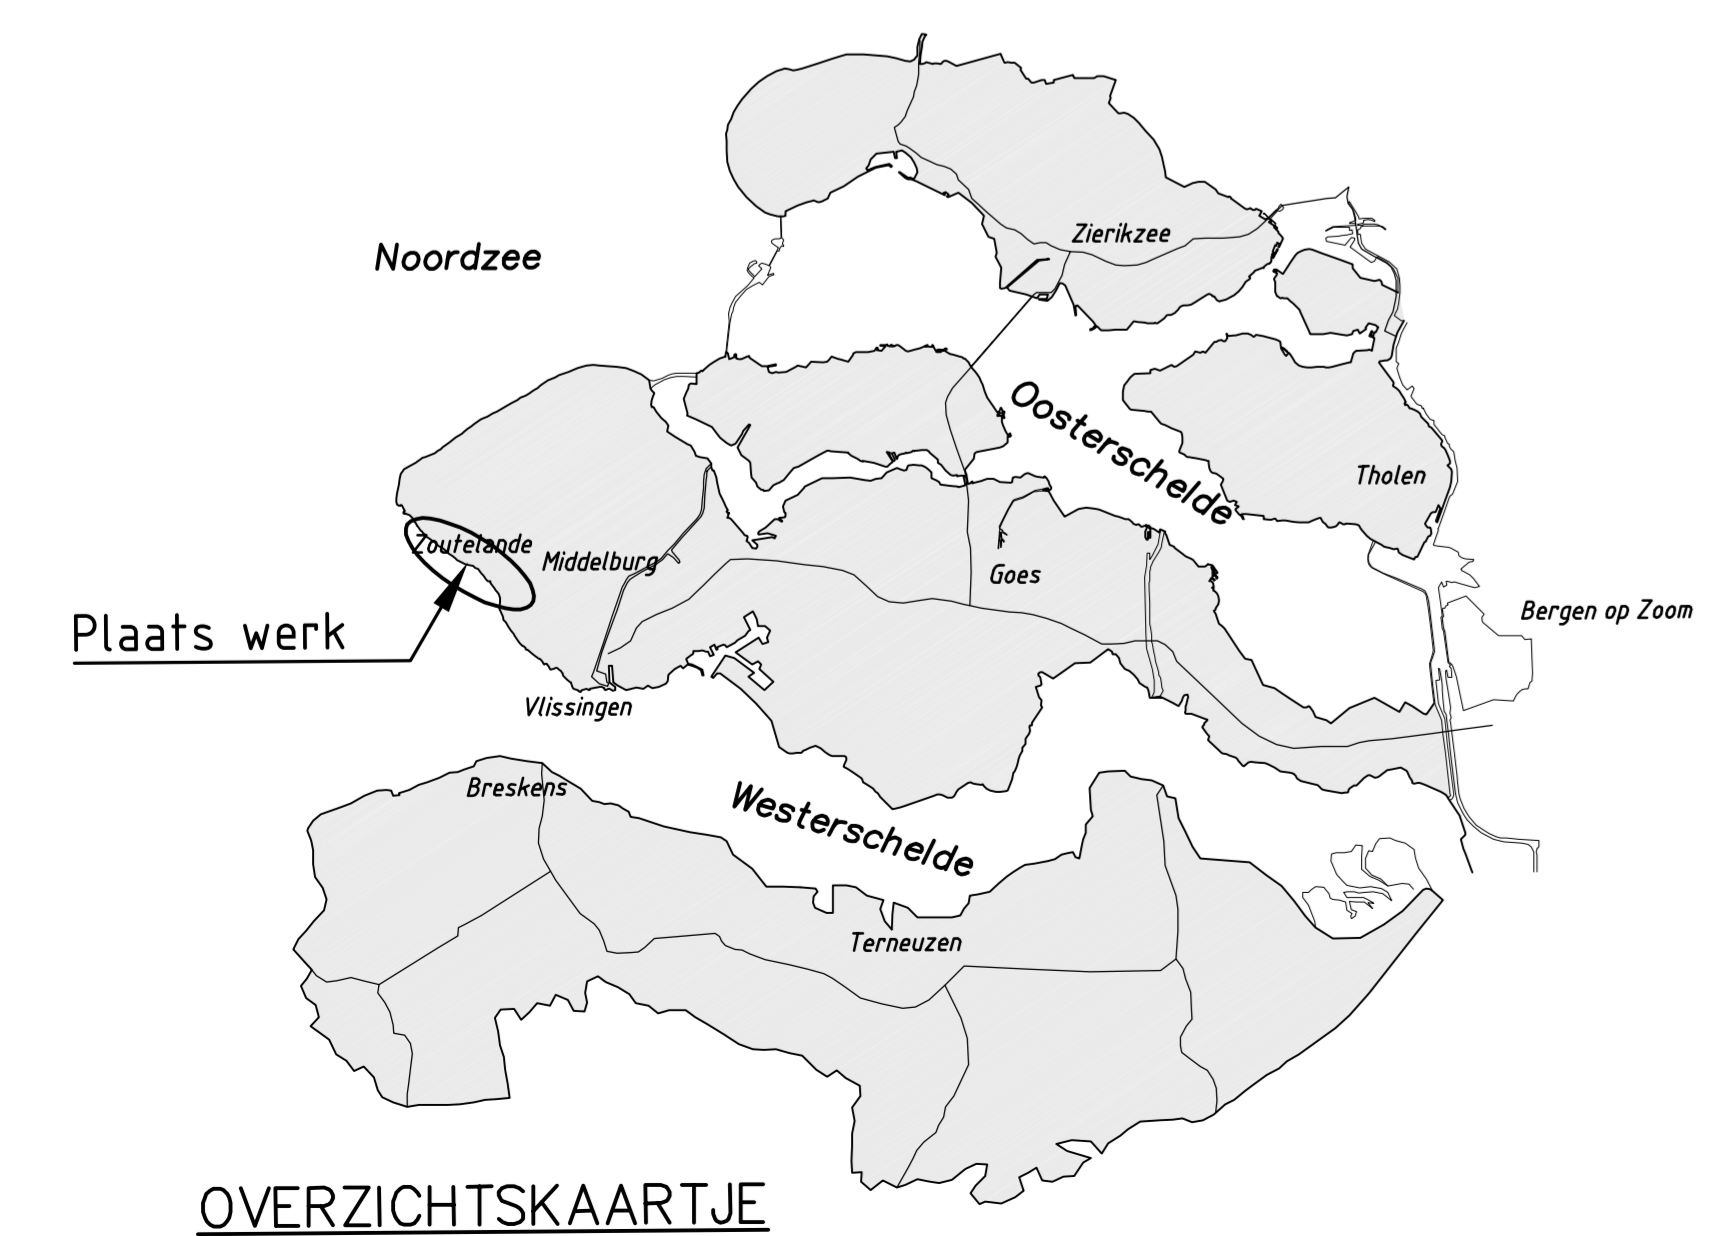 Zierikzee
Noordzee
Oosterschelde
Tholen
Zoutelande
Middelburg
Goes
Bergen op Zoom
Plaats werk
Vlissingen
Breskens
Westerschelde
Terneuzen
OVERZICHTSKAARTJE